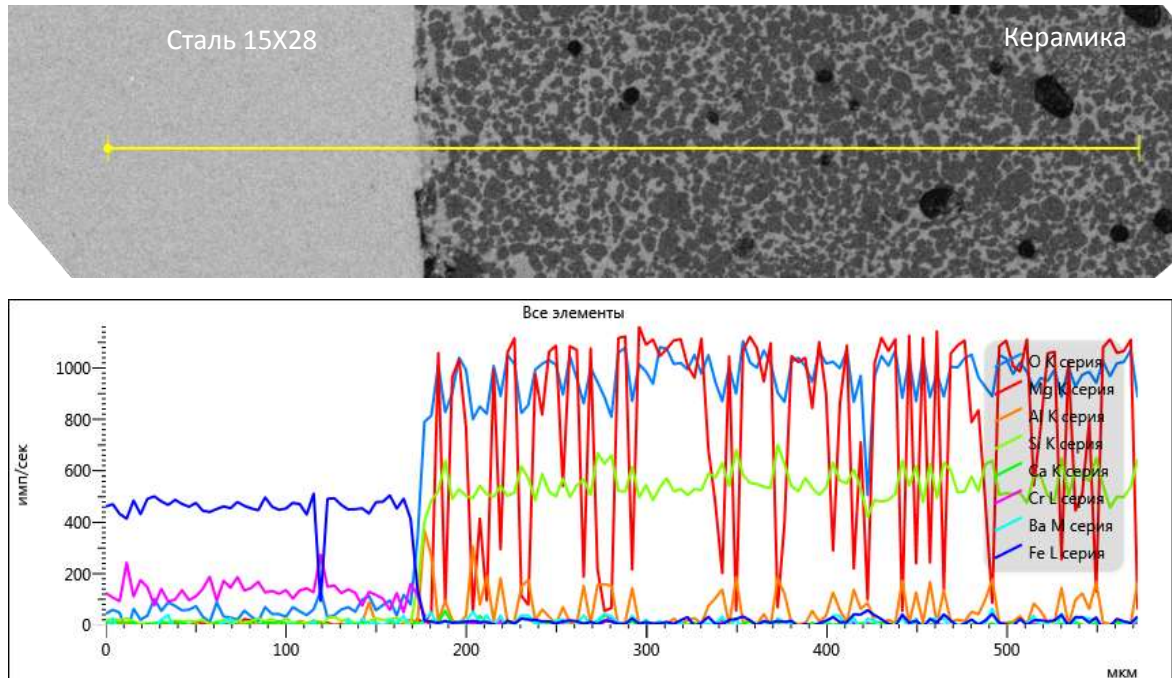 Сталь 15Х28
Керамика
Все элементы
1000
800
600
400
200
0
имп/сек
O K серия
Mg K серия
Al K серия
Si K серия
Ca K серия
Cr L серия
Ba M серия
Fe L серия
0 100 200 300 400 500
мкм